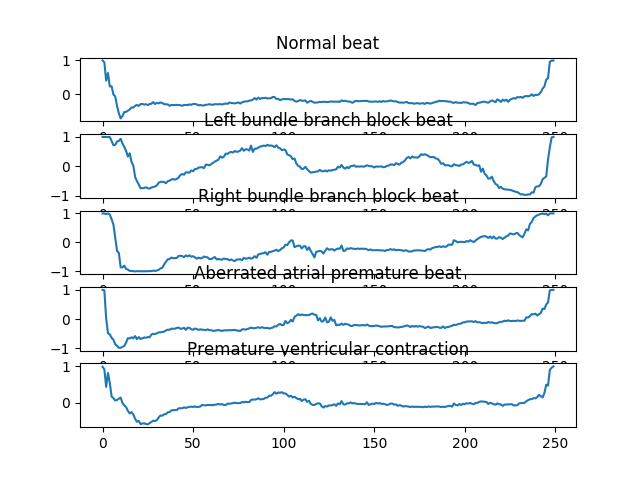 Normal beat
1
0
Left bundle branch block beat
1
0
−1
Right bundle branch block beat
1
0
−1
Aberrated atrial premature beat
1
0
−1
Premature ventricular contraction
1
0
0 50 100 150 200 250